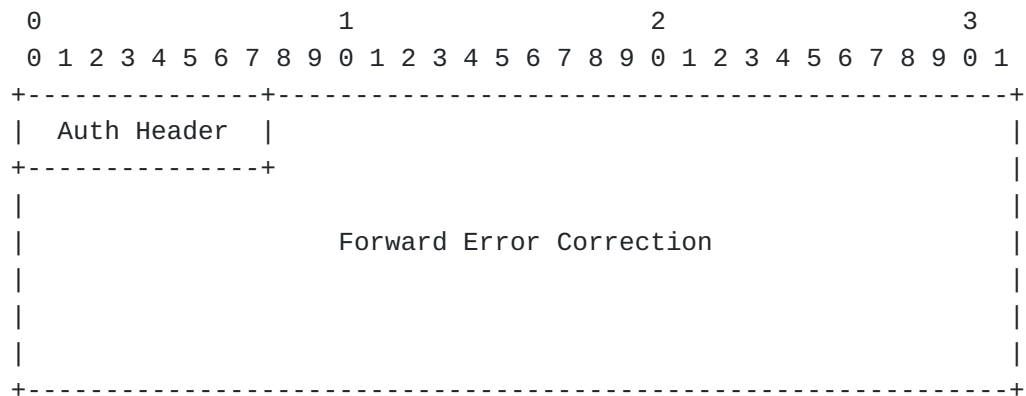 0                   1                   2                   3
 0 1 2 3 4 5 6 7 8 9 0 1 2 3 4 5 6 7 8 9 0 1 2 3 4 5 6 7 8 9 0 1
+---------------+-----------------------------------------------+
|  Auth Header  |                                               |
+---------------+                                               |
|                                                               |
|                    Forward Error Correction                   |
|                                                               |
|                                                               |
|                                                               |
+---------------------------------------------------------------+